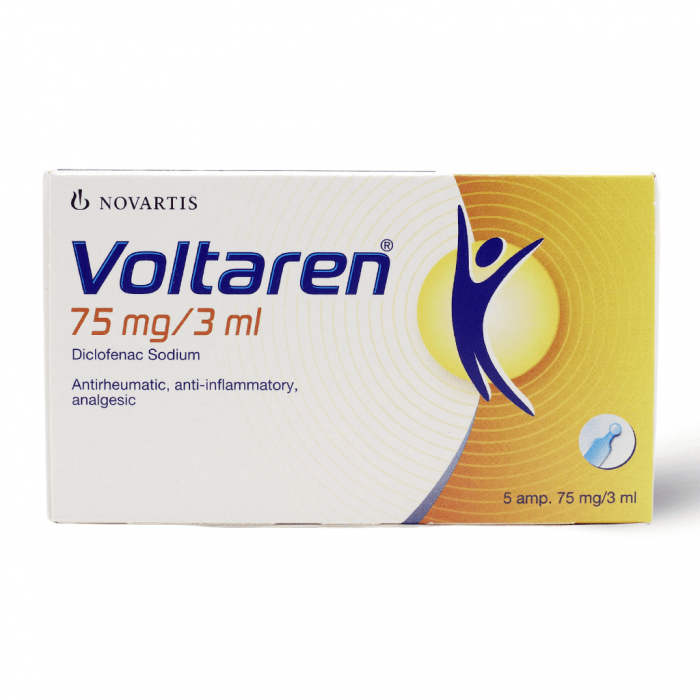 NOVARTIS
Voltaren®
75 mg/3 ml
Diclofenac Sodium
Antirheumatic, anti-inflammatory,
analgesic
5 amp. 75 mg/3 ml